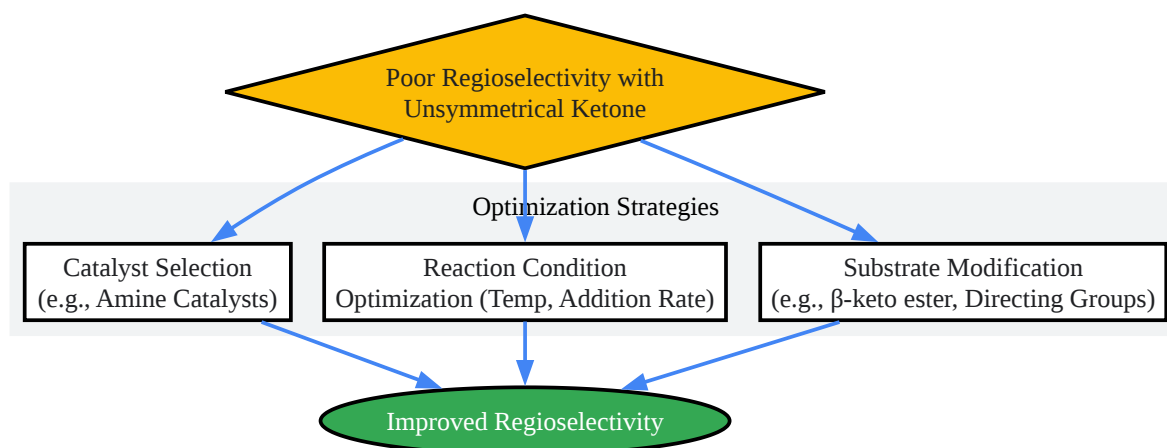 Poor Regioselectivity with
Unsymmetrical Ketone
Optimization Strategies
Catalyst Selection
(e.g., Amine Catalysts)
Reaction Condition
Optimization (Temp, Addition Rate)
Substrate Modification
(e.g., β-keto ester, Directing Groups)
Improved Regioselectivity